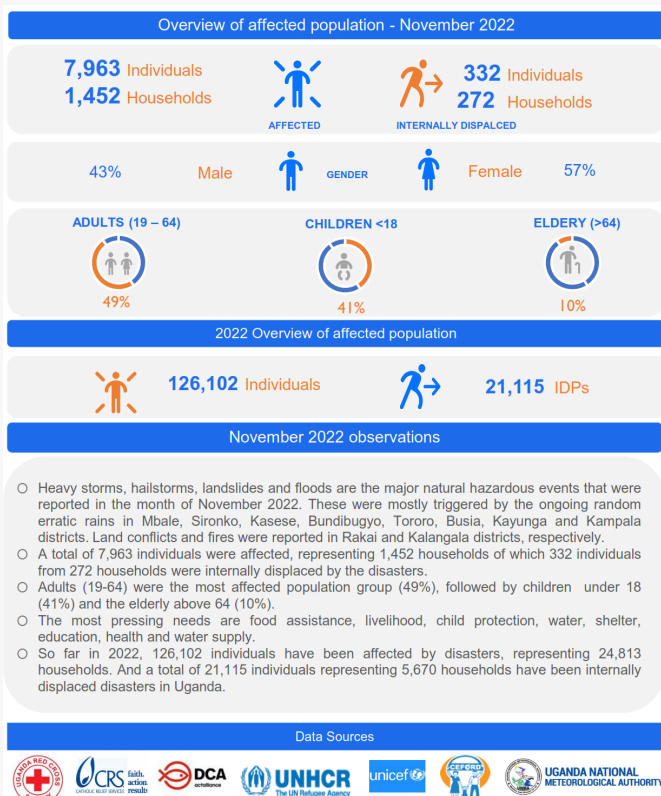 Overview of affected population - November 2022
7,963 Individuals
1,452 Households
AFFECTED
332 Individuals
272 Households
INTERNALLY DISPALCED
43% Male GENDER Female 57%
ADULTS (19 – 64) CHILDREN <18 ELDERY (>64)
49% 41% 10%
2022 Overview of affected population
126,102 Individuals 21,115 IDPs
November 2022 observations
Heavy storms, hailstorms, landslides and floods are the major natural hazardous events that were
reported in the month of November 2022. These were mostly triggered by the ongoing random
erratic rains in Mbale, Sironko, Kasese, Bundibugyo, Tororo, Busia, Kayunga and Kampala
districts. Land conflicts and fires were reported in Rakai and Kalangala districts, respectively.
A total of 7,963 individuals were affected, representing 1,452 households of which 332 individuals
from 272 households were internally displaced by the disasters.
Adults (19-64) were the most affected population group (49%), followed by children under 18
(41%) and the elderly above 64 (10%).
The most pressing needs are food assistance, livelihood, child protection, water, shelter,
education, health and water supply.
So far in 2022, 126,102 individuals have been affected by disasters, representing 24,813
households. And a total of 21,115 individuals representing 5,670 households have been internally
displaced disasters in Uganda.
Data Sources
UGANDA RED CROSS
CRS faith. action. results
CATHOLIC RELIEF SERVICES
DCA
actalliance
UNHCR
The UN Refugee Agency
unicef
CEFORD
UGANDA NATIONAL
METEOROLOGICAL AUTHORITY